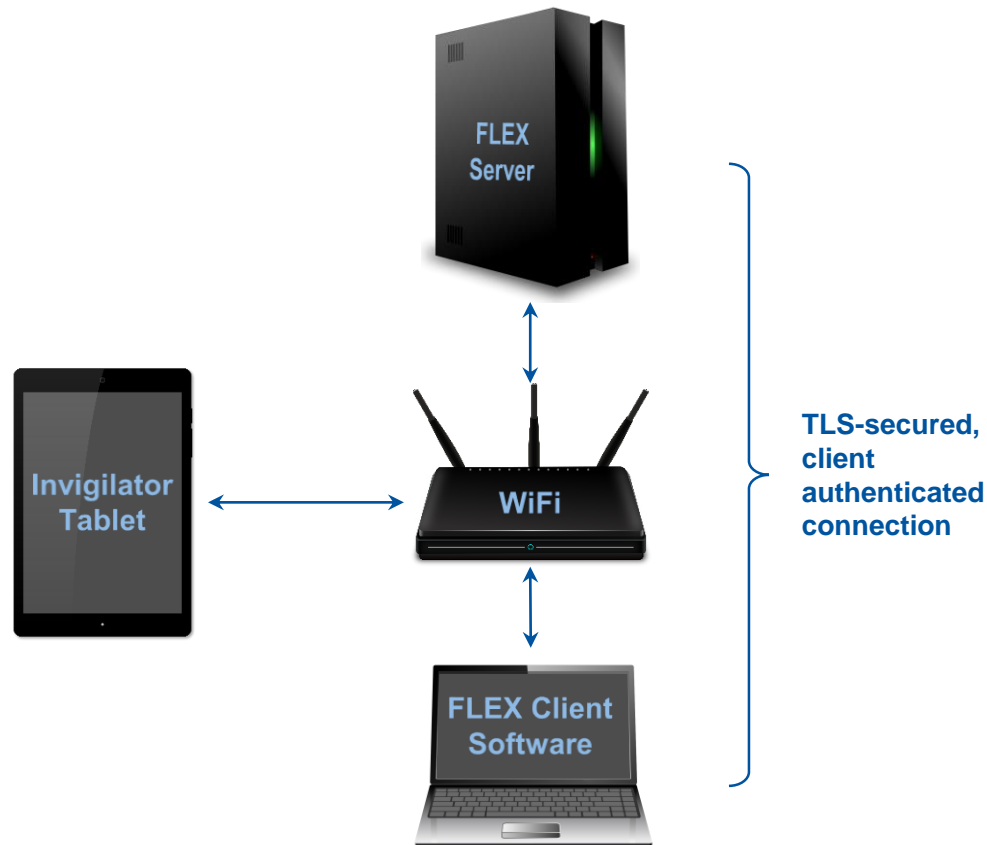 FLEX
Server
Invigilator
Tablet
WiFi
TLS-secured,
client
authenticated
connection
FLEX Client
Software